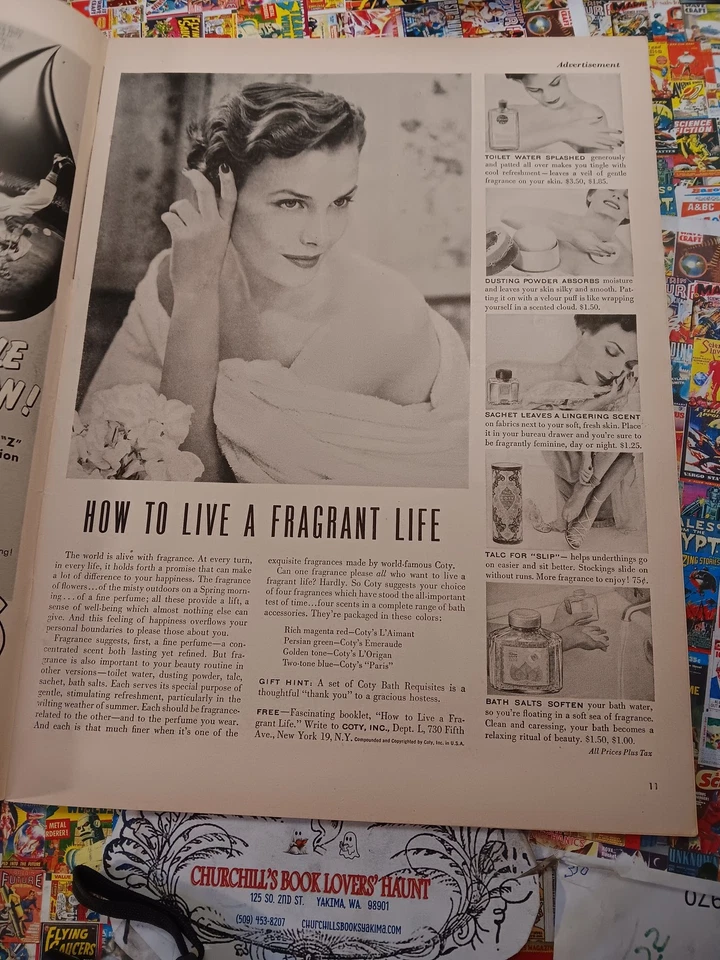 Advertisement
HOW TO LIVE A FRAGRANT LIFE
The world is alive with fragrance. At every turn,
in every life, it holds forth a promise that can make
a lot of difference to your happiness. The fragrance
of flowers...of the misty outdoors on a Spring morn-
ing...of a fine perfume; all these provide a lift, a
sense of well-being which almost nothing else can
give. And this feeling of happiness overflows your
personal boundaries to please those about you.
Fragrance suggests, first, a fine perfume—a con-
centrated scent both lasting yet refined. But fra-
grance is also important to your beauty routine in
other versions—toilet water, dusting powder, talc,
sachet, bath salts. Each serves its special purpose of
gentle, stimulating refreshment, particularly in the
wilting weather of summer. Each should be fragrance-
related to the other—and to the perfume you wear.
And each is that much finer when it's one of the
exquisite fragrances made by world-famous Coty.
Can one fragrance please all who want to live a
fragrant life? Hardly. So Coty suggests your choice
of four fragrances which have stood the all-important
test of time...four scents in a complete range of bath
accessories. They're packaged in these colors:
Rich magenta red—Coty's L'Aimant
Persian green—Coty's Emeraude
Golden tone—Coty's L'Origan
Two-tone blue—Coty's "Paris"
GIFT HINT: A set of Coty Bath Requisites is a
thoughtful "thank you" to a gracious hostess.
FREE—Fascinating booklet, "How to Live a Fra-
grant Life." Write to COTY, INC., Dept. L, 730 Fifth
Ave., New York 19, N.Y. Compounded and Copyrighted by Coty, Inc. in U.S.A.
TOILET WATER SPLASHED generously
and patted all over makes you tingle with
cool refreshment—leaves a veil of gentle
fragrance on your skin. $3.50, $1.85.
DUSTING POWDER ABSORBS moisture
and leaves your skin silky and smooth. Pat-
ting it on with a velour puff is like wrapping
yourself in a scented cloud. $1.50.
SACHET LEAVES A LINGERING SCENT
on fabrics next to your soft, fresh skin. Place
it in your bureau drawer and you're sure to
be fragrantly feminine, day or night. $1.25.
TALC FOR "SLIP"— helps underthings go
on easier and sit better. Stockings slide on
without runs. More fragrance to enjoy! 75¢.
BATH SALTS SOFTEN your bath water,
so you're floating in a soft sea of fragrance.
Clean and caressing, your bath becomes a
relaxing ritual of beauty. $1.50, $1.00.
All Prices Plus Tax
11
"Z"
CHURCHILL'S BOOK LOVERS' HAUNT
125 SO. 2ND ST. YAKIMA, WA 98901
(509) 453-8207 CHURCHILLSBOOKSYAKIMA.COM
SCIENCE
FICTION
A&BC
METAL
MURDERER!
FUTURE
FLYING
SAUCERS
UNKNOWN
026